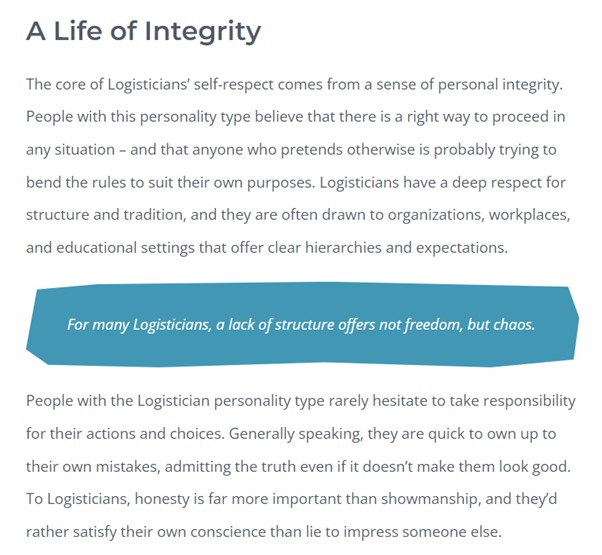 A Life of Integrity
The core of Logisticians’ self-respect comes from a sense of personal integrity.
People with this personality type believe that there is a right way to proceed in
any situation – and that anyone who pretends otherwise is probably trying to
bend the rules to suit their own purposes. Logisticians have a deep respect for
structure and tradition, and they are often drawn to organizations, workplaces,
and educational settings that offer clear hierarchies and expectations.
For many Logisticians, a lack of structure offers not freedom, but chaos.
People with the Logistician personality type rarely hesitate to take responsibility
for their actions and choices. Generally speaking, they are quick to own up to
their own mistakes, admitting the truth even if it doesn’t make them look good.
To Logisticians, honesty is far more important than showmanship, and they’d
rather satisfy their own conscience than lie to impress someone else.